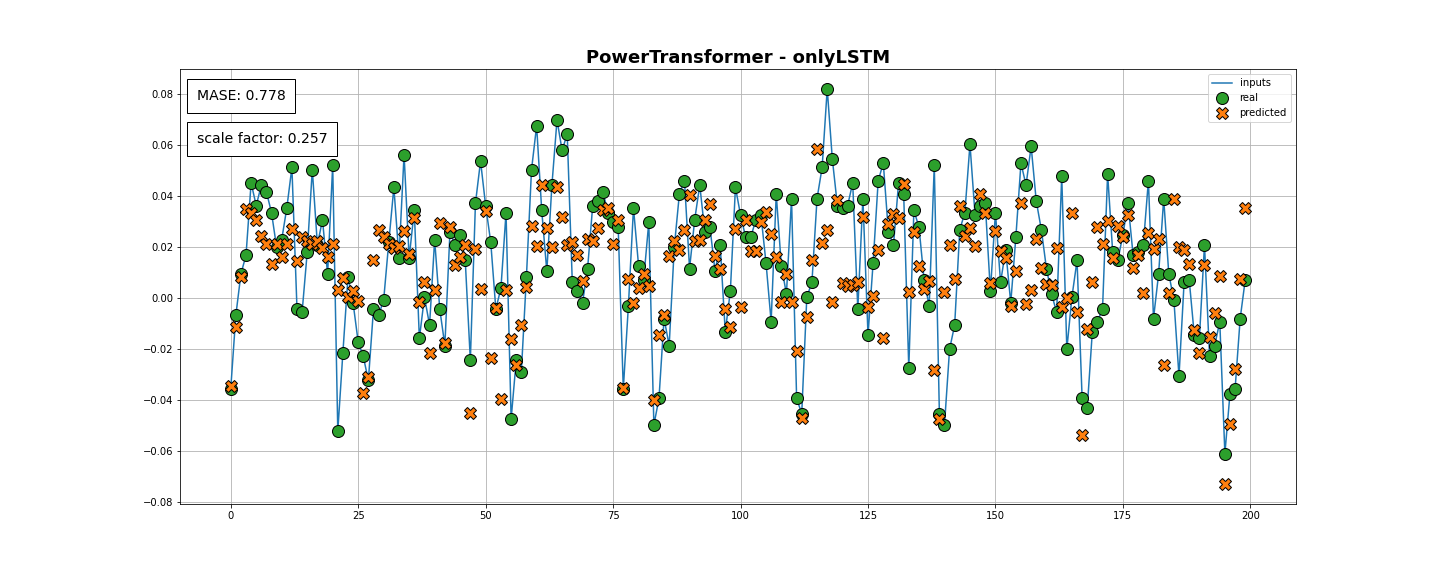 PowerTransformer - onlyLSTM
MASE: 0.778
scale factor: 0.257
inputs
real
predicted
0.08
0.06
0.04
0.02
0.00
−0.02
−0.04
−0.06
−0.08
0 25 50 75 100 125 150 175 200